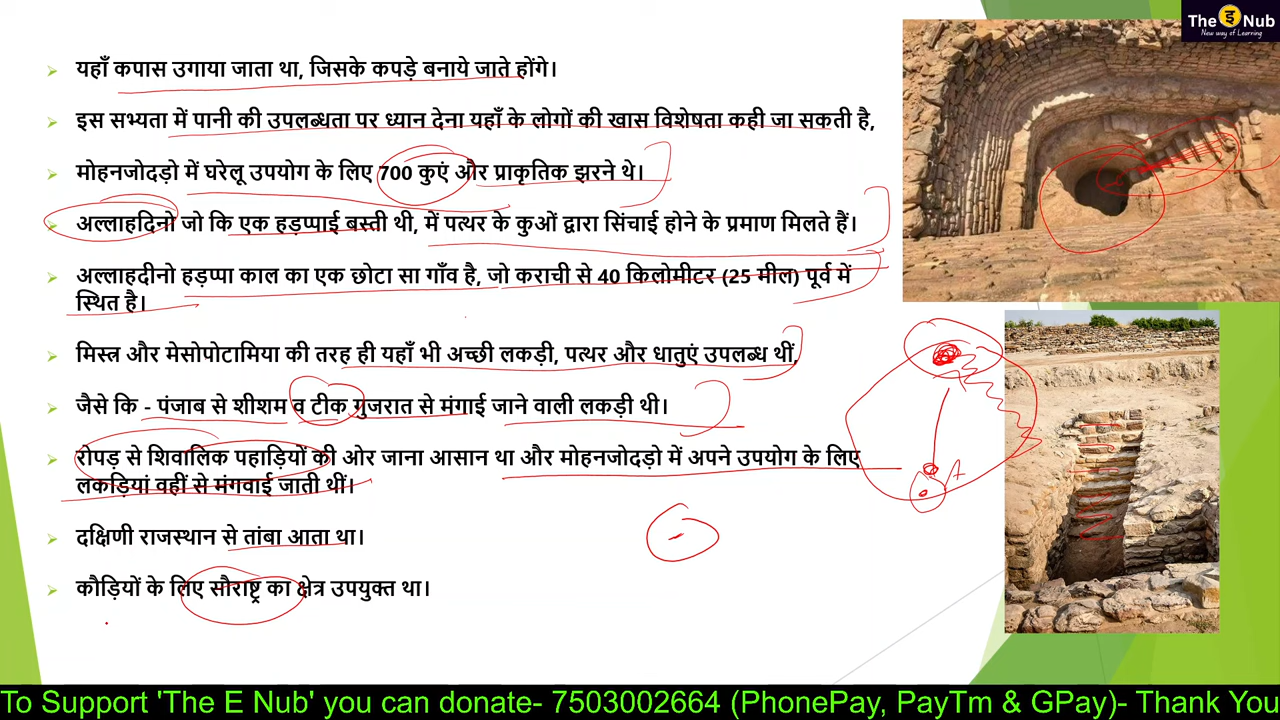 The इ Nub
New way of Learning
यहाँ कपास उगाया जाता था, जिसके कपड़े बनाये जाते होंगे।
इस सभ्यता में पानी की उपलब्धता पर ध्यान देना यहाँ के लोगों की खास विशेषता कही जा सकती है,
मोहनजोदड़ो में घरेलू उपयोग के लिए 700 कुएं और प्राकृतिक झरने थे।
अल्लाहदिनो जो कि एक हड़प्पाई बस्ती थी, में पत्थर के कुओं द्वारा सिंचाई होने के प्रमाण मिलते हैं।
अल्लाहदीनो हड़प्पा काल का एक छोटा सा गाँव है, जो कराची से 40 किलोमीटर (25 मील) पूर्व में
स्थित है।
मिस्त्र और मेसोपोटामिया की तरह ही यहाँ भी अच्छी लकड़ी, पत्थर और धातुएं उपलब्ध थीं,
जैसे कि - पंजाब से शीशम व टीक गुजरात से मंगाई जाने वाली लकड़ी थी।
रोपड़ से शिवालिक पहाड़ियों की ओर जाना आसान था और मोहनजोदड़ो में अपने उपयोग के लिए
लकड़ियां वहीं से मंगवाई जाती थीं।
A
दक्षिणी राजस्थान से तांबा आता था।
कौड़ियों के लिए सौराष्ट्र का क्षेत्र उपयुक्त था।
To Support 'The E Nub' you can donate- 7503002664 (PhonePay, PayTm & GPay)- Thank You